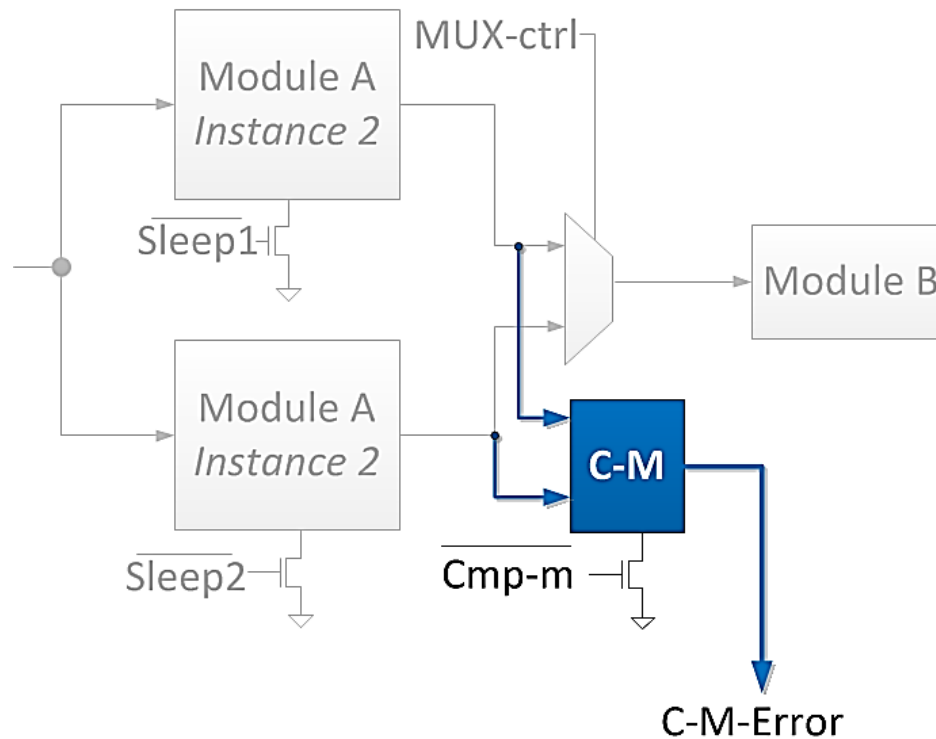 MUX-ctrl
Module A
Instance 2
Sleep1
Module B
Module A
Instance 2
C-M
Sleep2
Cmp-m
C-M-Error